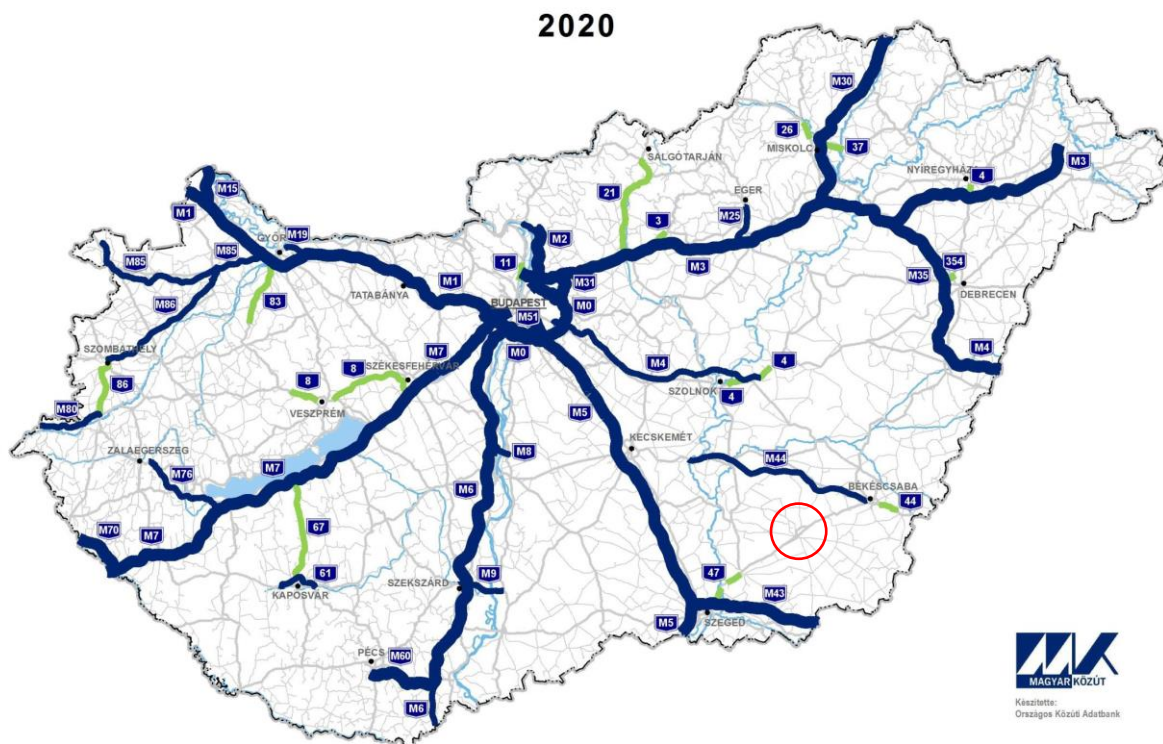 2020
M30
26
MISKOLC
37
SALGÓTARJÁN
NYÍREGYHÁZA
4
M3
EGER
21
3
M25
M15
M1
M19
GYŐR
M85
M85
M2
11
M3
M31
M35
354
DEBRECEN
83
TATABÁNYA
M1
BUDAPEST
M51
M0
M0
M86
SZOMBATHELY
86
M7
M4
4
M4
SZOLNOK
4
8
8
SZÉKESFEHÉRVÁR
VESZPRÉM
M80
M5
ZALAEGERSZEG
M76
M7
M8
KECSKEMÉT
M44
BÉKÉSCSABA
44
M6
M70
M7
67
61
KAPOSVÁR
SZEKSZÁRD
M9
47
M43
M5
SZEGED
PÉCS
M60
M6
MK
MAGYAR KÖZÚT
Készítette:
Országos Közúti Adatbank